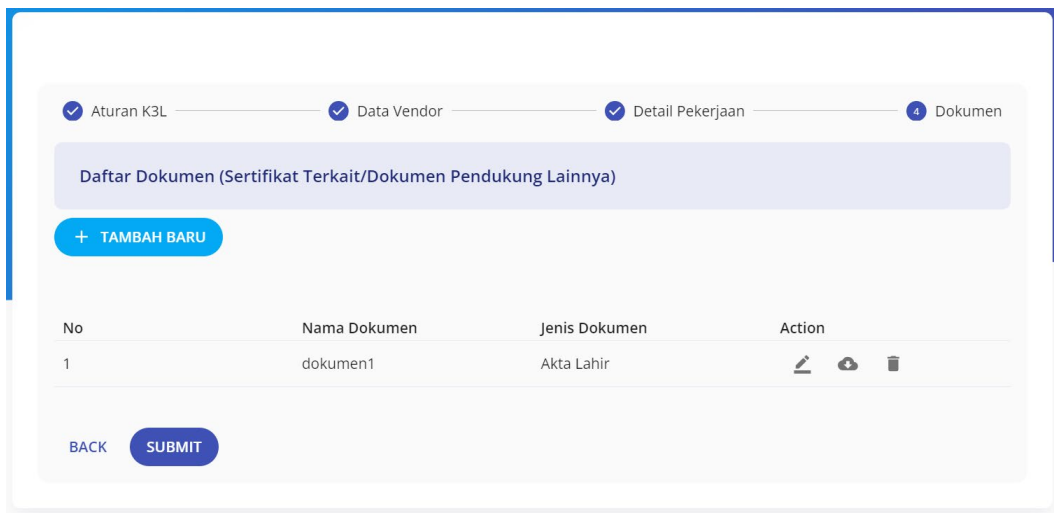 Aturan K3L Data Vendor Detail Pekerjaan 4 Dokumen
Daftar Dokumen (Sertifikat Terkait/Dokumen Pendukung Lainnya)
+ TAMBAH BARU
No Nama Dokumen Jenis Dokumen Action
1 dokumen1 Akta Lahir
BACK SUBMIT